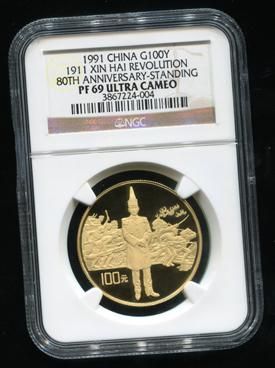 1991 CHINA G100Y
1911 XIN HAI REVOLUTION
80TH ANNIVERSARY-STANDING
PF 69 ULTRA CAMEO
3867224-004
NGC
100元